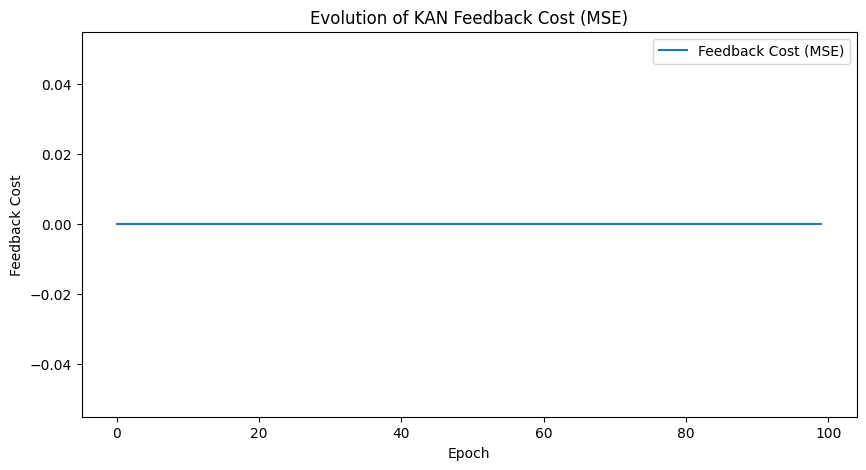 Evolution of KAN Feedback Cost (MSE)
Feedback Cost (MSE)
Feedback Cost
0.04
0.02
0.00
−0.02
−0.04
0 20 40 60 80 100
Epoch